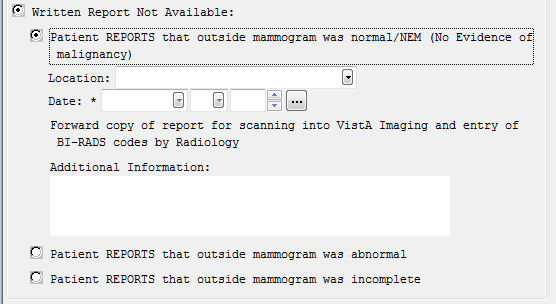 Written Report Not Available:
Patient REPORTS that outside mammogram was normal/NEM (No Evidence of
malignancy)
Location:
Date: *
...
Forward copy of report for scanning into VistA Imaging and entry of
BI-RADS codes by Radiology
Additional Information:
Patient REPORTS that outside mammogram was abnormal
Patient REPORTS that outside mammogram was incomplete